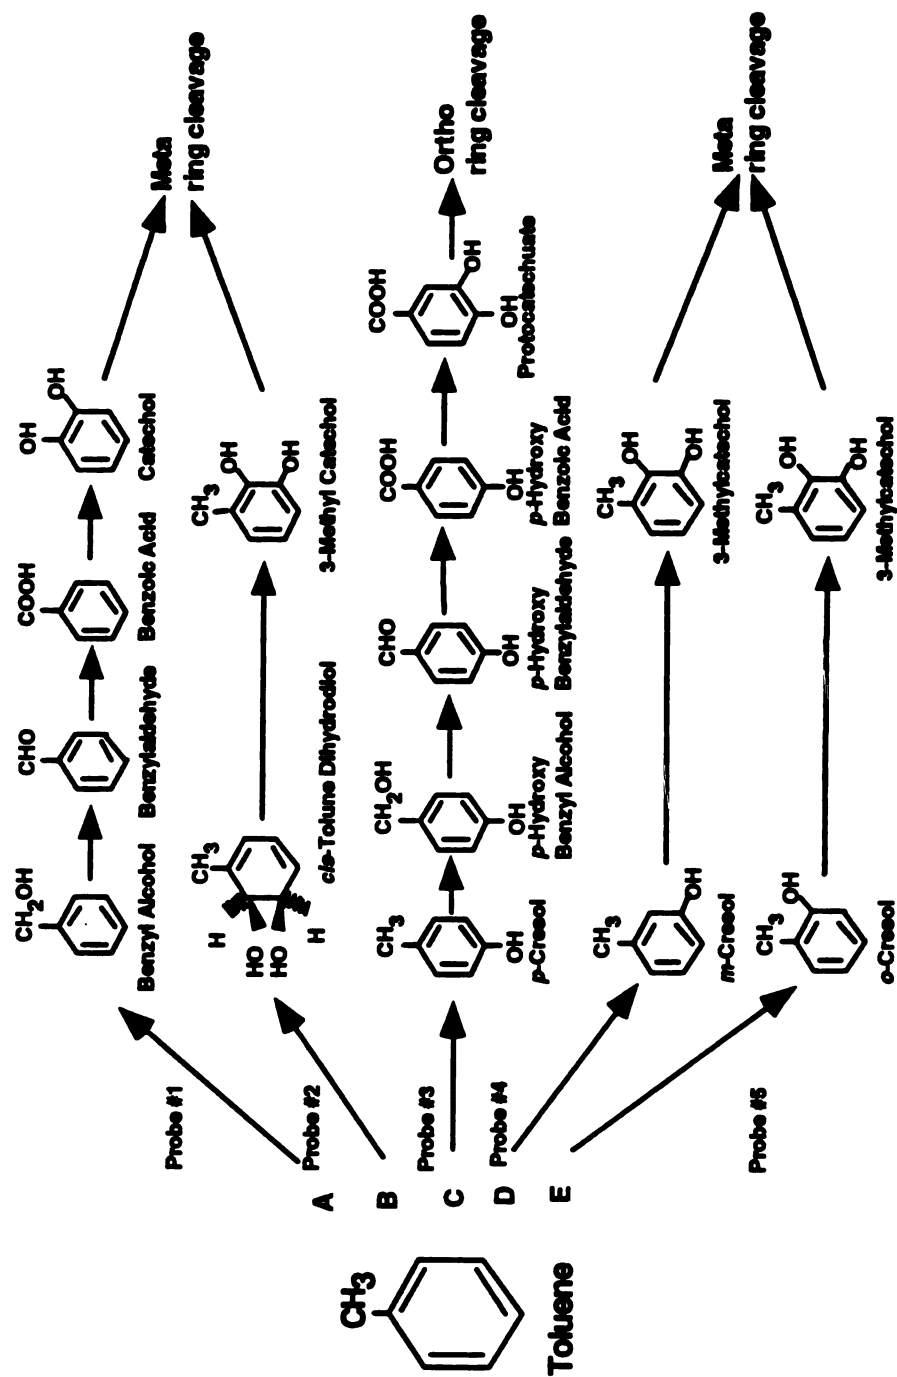 CH2OH
CHO
COOH
OH
OH
Benzyl Alcohol
Benzylaldehyde
Benzoic Acid
Catechol
Meta
ring cleavage
Probe #1
CH3
H
HO
HO
H
cis-Tolune Dihydrodiol
CH3
OH
OH
3-Methyl Catechol
Probe #2
A
B
C
D
E
CH3
Toluene
Probe #3
CH3
OH
p-Cresol
CH2OH
OH
p-Hydroxy
Benzyl Alcohol
CHO
OH
p-Hydroxy
Benzylaldehyde
COOH
OH
p-Hydroxy
Benzoic Acid
COOH
OH
OH
Protocatechuate
Ortho
ring cleavage
Probe #4
CH3
OH
m-Cresol
CH3
OH
OH
3-Methylcatechol
Meta
ring cleavage
Probe #5
CH3
OH
o-Cresol
CH3
OH
OH
3-Methylcatechol